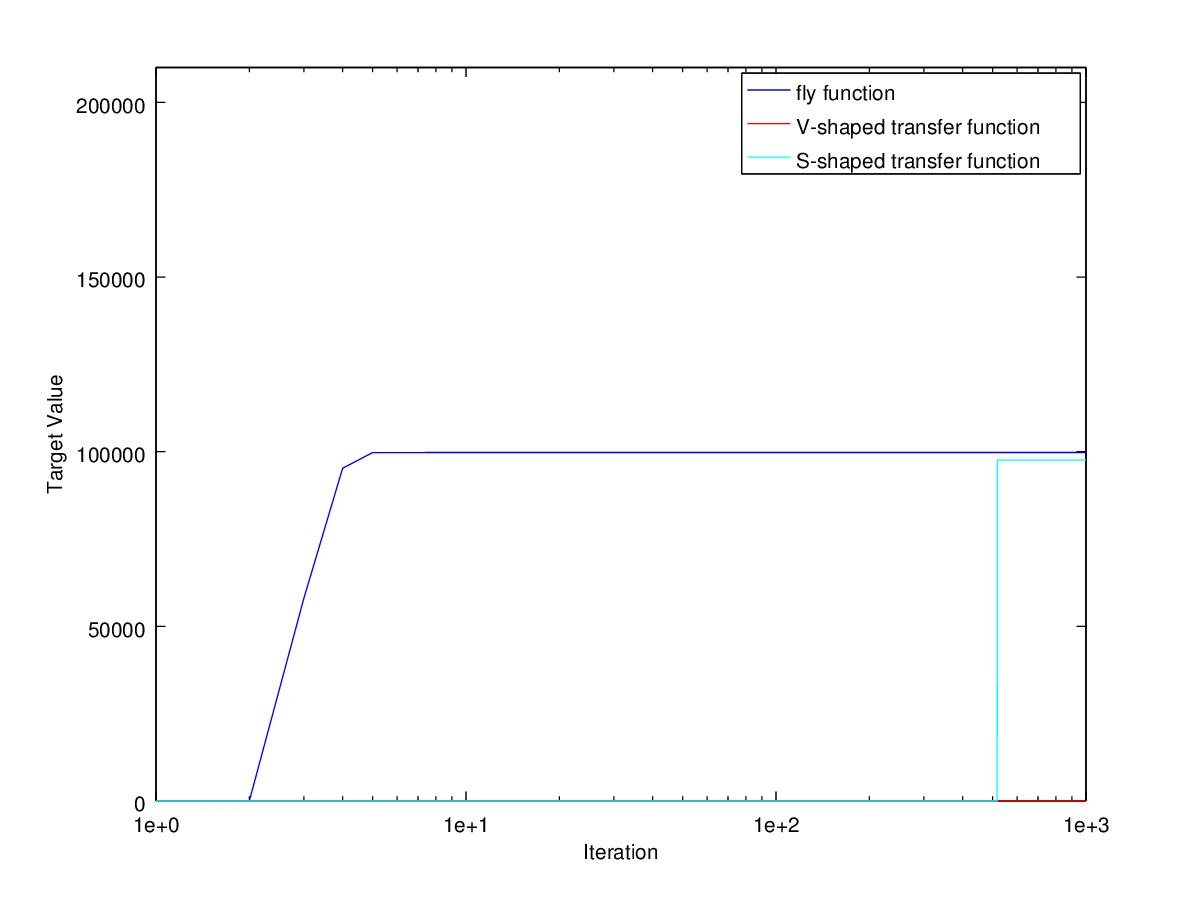 fly function
V-shaped transfer function
S-shaped transfer function
200000
150000
100000
50000
0
Target Value
1e+0 1e+1 1e+2 1e+3
Iteration